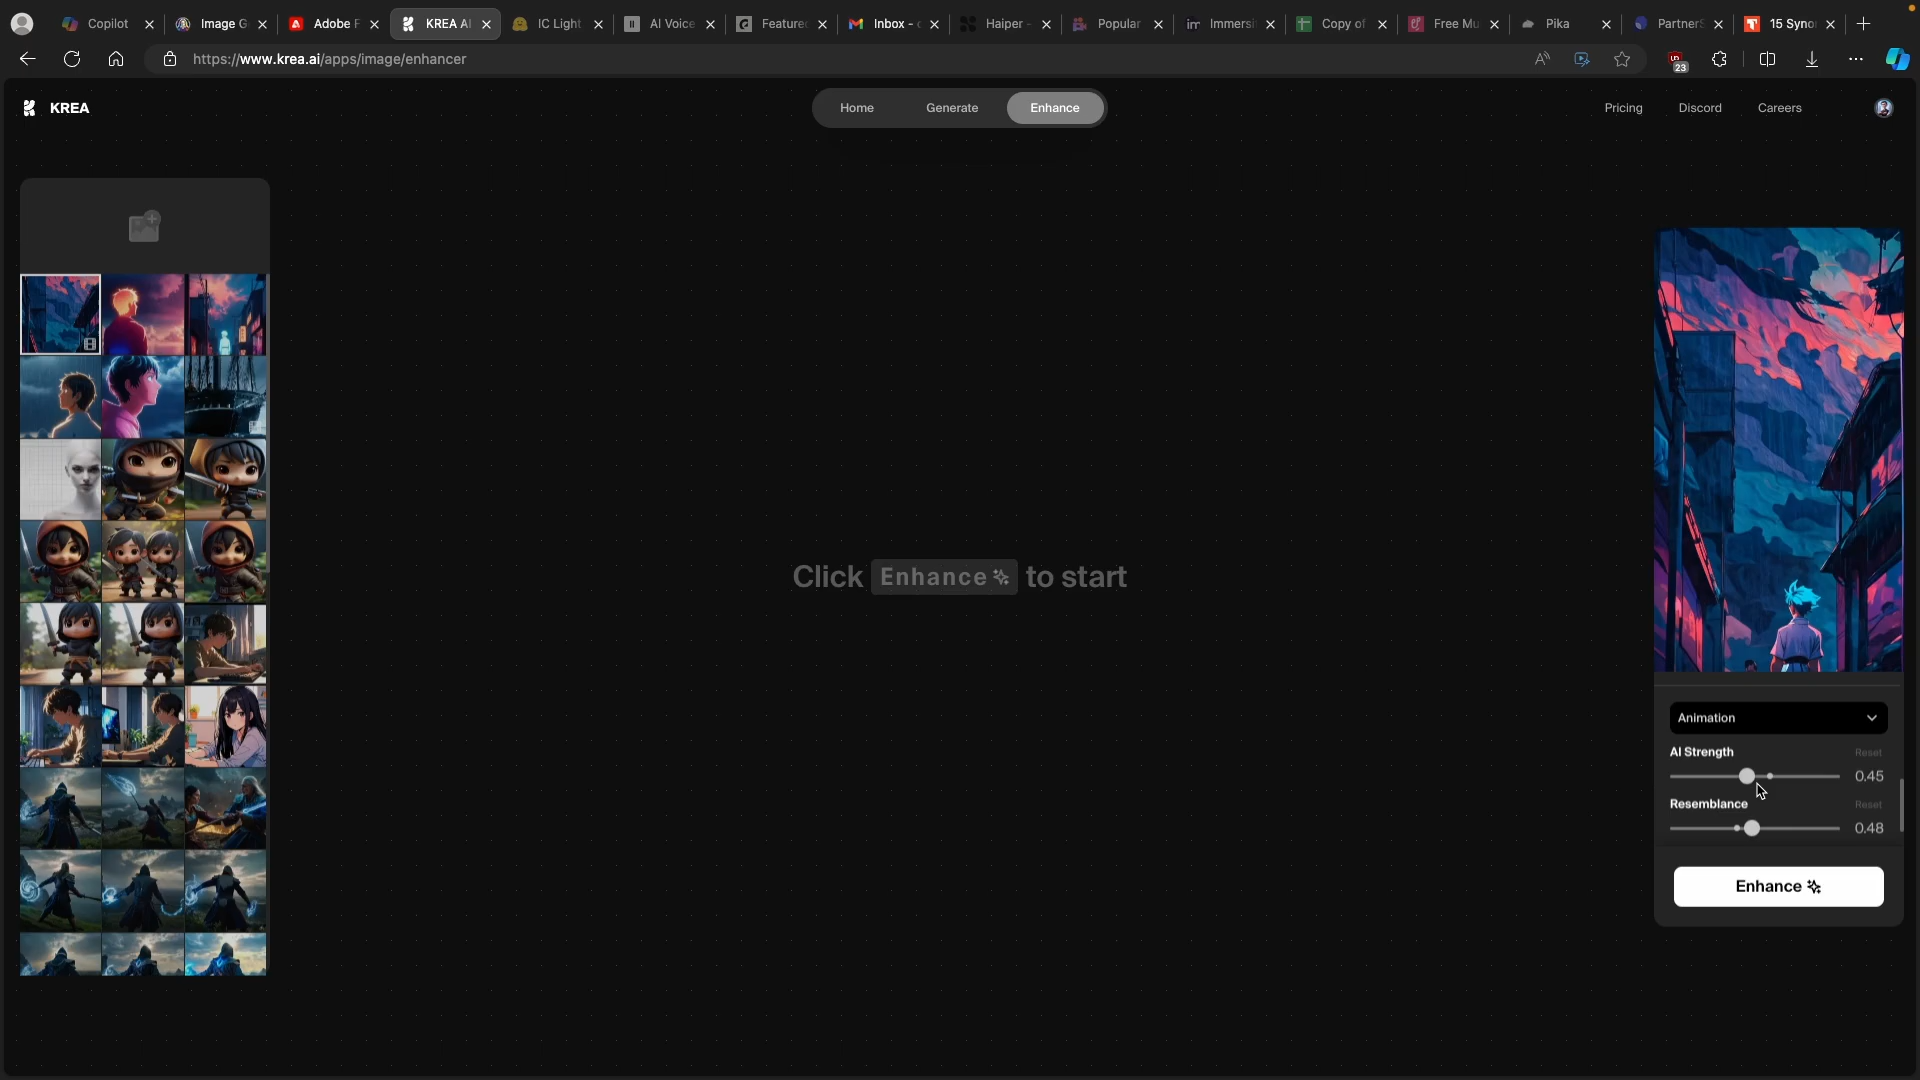 Copilot
Image G
Adobe F
KREA AI
IC Light
AI Voice
Feature
Inbox - c
Haiper -
Popular
Immersi
Copy of
Free Mu
Pika
PartnerS
15 Syno
https://www.krea.ai/apps/image/enhancer
23
KREA
Home
Generate
Enhance
Pricing
Discord
Careers
Click Enhance to start
Animation
AI Strength
Reset
0.45
Resemblance
Reset
0.48
Enhance